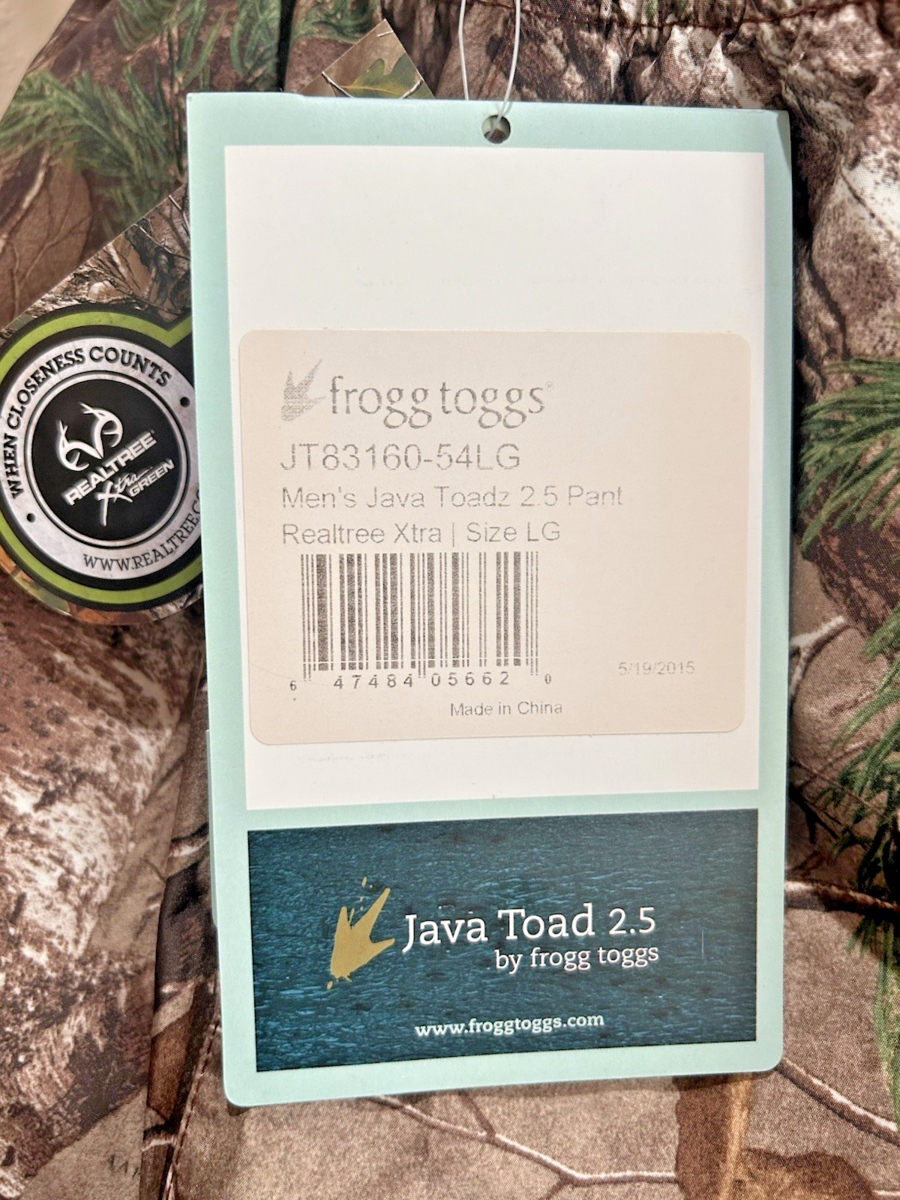 WHEN CLOSENESS COUNTS
REALTREE
Xtra
GREEN
WWW.REALTREE.
frogg toggs®
JT83160-54LG
Men's Java Toadz 2.5 Pant
Realtree Xtra | Size LG
6 47484 05662 0
5/19/2015
Made in China
Java Toad 2.5
by frogg toggs
www.froggtoggs.com